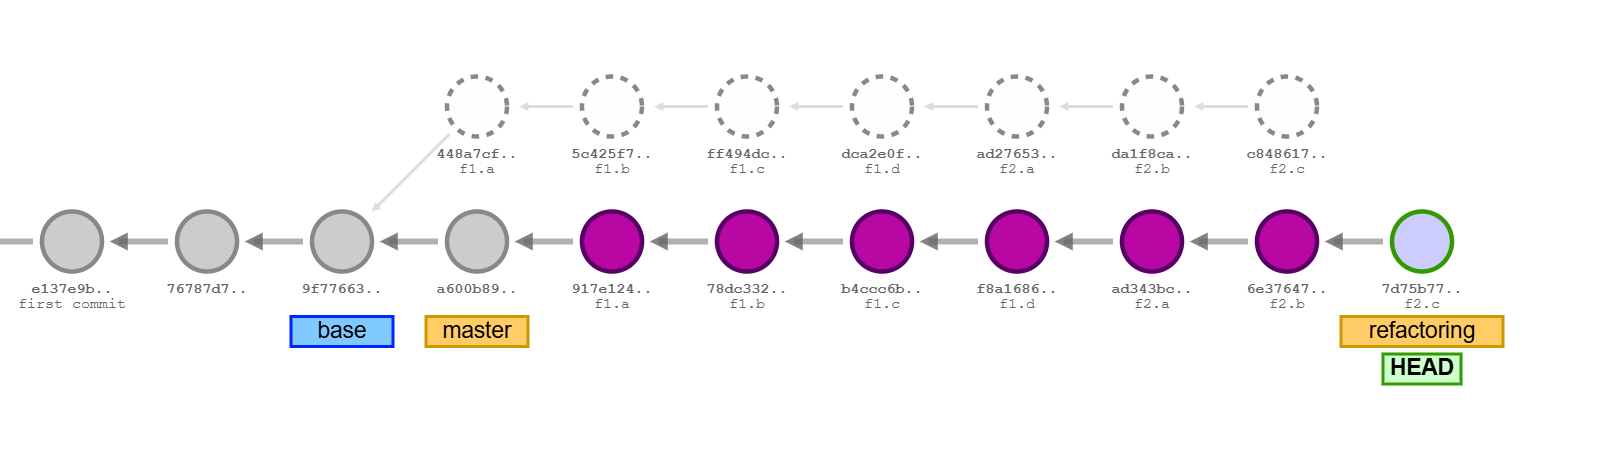 448a7cf.. 5c425f7.. ff494dc.. dca2e0f.. ad27653.. da1f8ca.. c848617..
f1.a f1.b f1.c f1.d f2.a f2.b f2.c
e137e9b.. 76787d7.. 9f77663.. a600b89.. 917e124.. 78dc332.. b4ccc6b.. f8a1686.. ad343bc.. 6e37647.. 7d75b77..
first commit f1.a f1.b f1.c f1.d f2.a f2.b f2.c
base master refactoring
HEAD